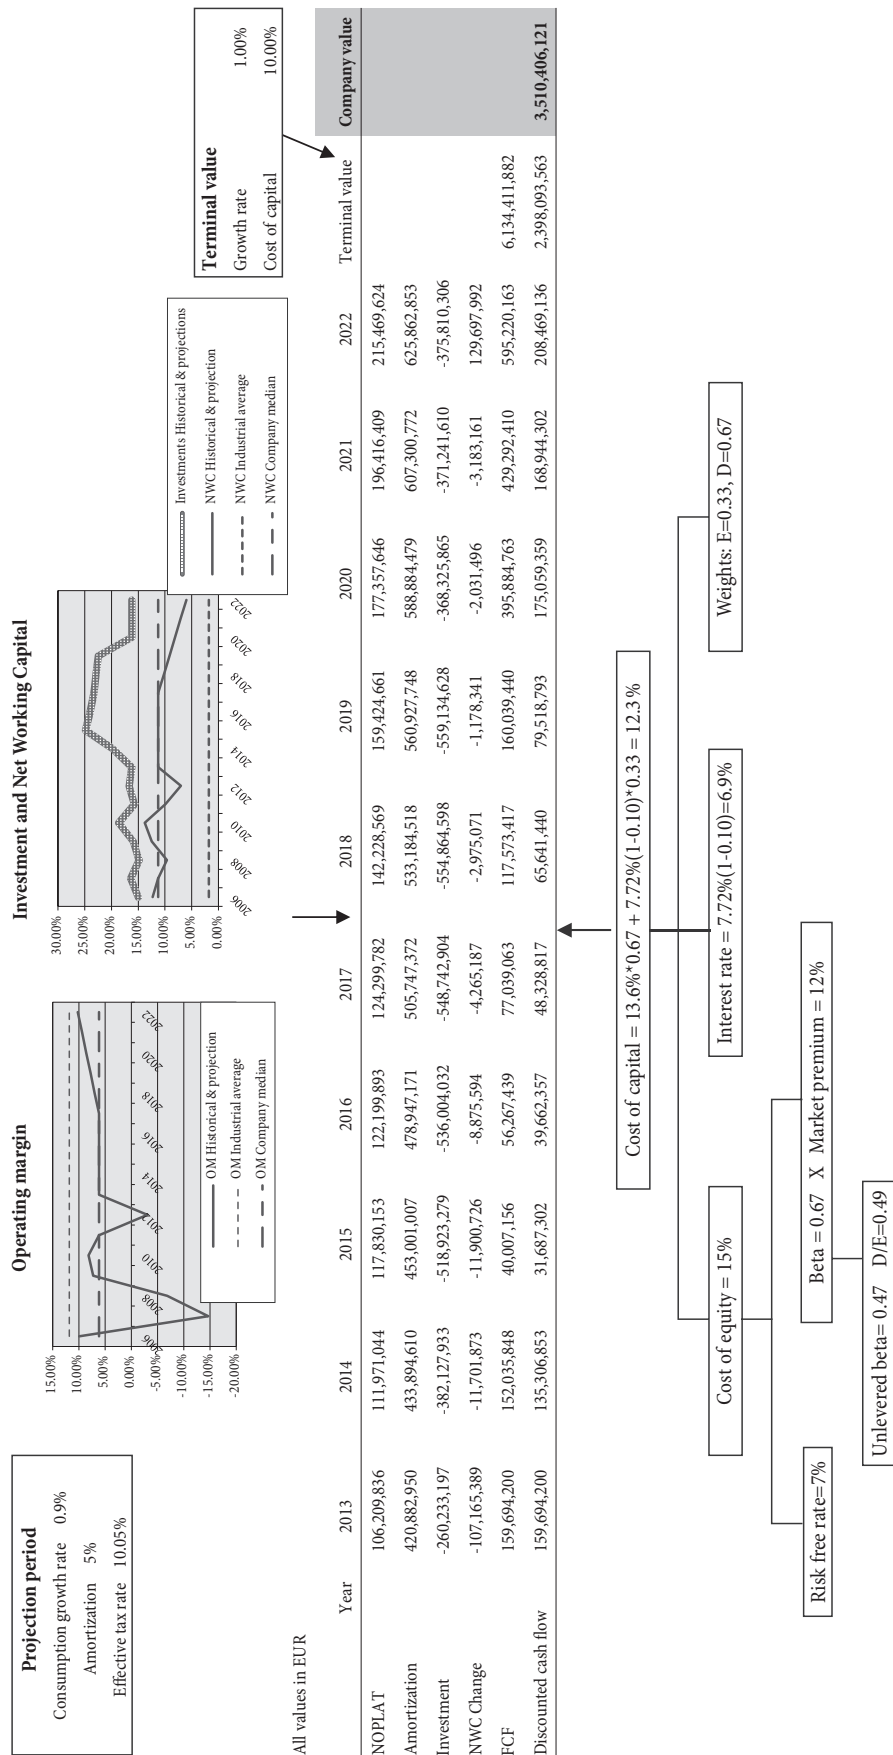 Projection period
Consumption growth rate 0.9%
Amortization 5%
Effective tax rate 10.05%
Operating margin
15.00%
10.00%
5.00%
0.00%
-5.00%
-10.00%
-15.00%
-20.00%
2006
2008
2010
2012
2014
2016
2018
2020
2022
OM Historical & projection
OM Industrial average
OM Company median
Investment and Net Working Capital
30.00%
25.00%
20.00%
15.00%
10.00%
5.00%
0.00%
2006
2008
2010
2012
2014
2016
2018
2020
2022
Investments Historical & projections
NWC Historical & projection
NWC Industrial average
NWC Company median
Terminal value
Growth rate 1.00%
Cost of capital 10.00%
All values in EUR
Year 2013 2014 2015 2016 2017 2018 2019 2020 2021 2022 Terminal value Company value
NOPLAT 106,209,836 111,971,044 117,830,153 122,199,893 124,299,782 142,228,569 159,424,661 177,357,646 196,416,409 215,469,624
Amortization 420,882,950 433,894,610 453,001,007 478,947,171 505,747,372 533,184,518 560,927,748 588,884,479 607,300,772 625,862,853
Investment -260,233,197 -382,127,933 -518,923,279 -536,004,032 -548,742,904 -554,864,598 -559,134,628 -368,325,865 -371,241,610 -375,810,306
NWC Change -107,165,389 -11,701,873 -11,900,726 -8,875,594 -4,265,187 -2,975,071 -1,178,341 -2,031,496 -3,183,161 129,697,992
FCF 159,694,200 152,035,848 40,007,156 56,267,439 77,039,063 117,573,417 160,039,440 395,884,763 429,292,410 595,220,163 6,134,411,882
Discounted cash flow 159,694,200 135,306,853 31,687,302 39,662,357 48,328,817 65,641,440 79,518,793 175,059,359 168,944,302 208,469,136 2,398,093,563 3,510,406,121
Cost of capital = 13.6%*0.67 + 7.72%(1-0.10)*0.33 = 12.3 %
Cost of equity = 15%
Interest rate = 7.72%(1-0.10)=6.9%
Weights: E=0.33, D=0.67
Risk free rate=7%
Beta = 0.67 X Market premium = 12%
Unlevered beta= 0.47 D/E=0.49